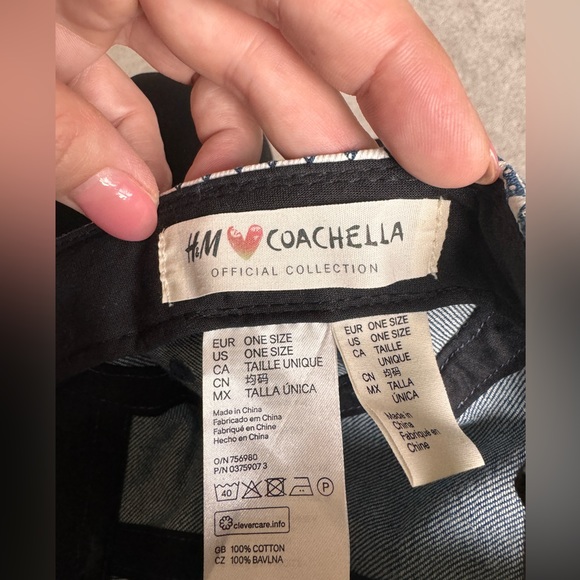 H&M COACHELLA
OFFICIAL COLLECTION
EUR ONE SIZE
US ONE SIZE
CA TAILLE UNIQUE
CN 均码
MX TALLA ÚNICA
Made in China
Fabricado em China
Fabriqué en Chine
Hecho en China
O/N 756980
P/N 0375907 3
40 P
clevercare.info
GB 100% COTTON
CZ 100% BAVLNA
EUR ONE SIZE
US ONE SIZE
CA TAILLE
UNIQUE
CN 均码
MX TALLA
ÚNICA
Made in
China
Fabriqué en
Chine